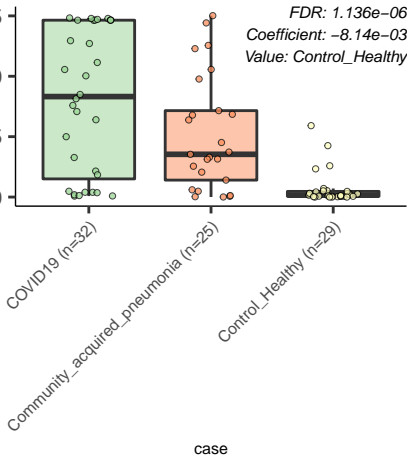 FDR: 1.136e−06
Coefficient: −8.14e−03
Value: Control_Healthy
COVID19 (n=32)
Community_acquired_pneumonia (n=25)
Control_Healthy (n=29)
case